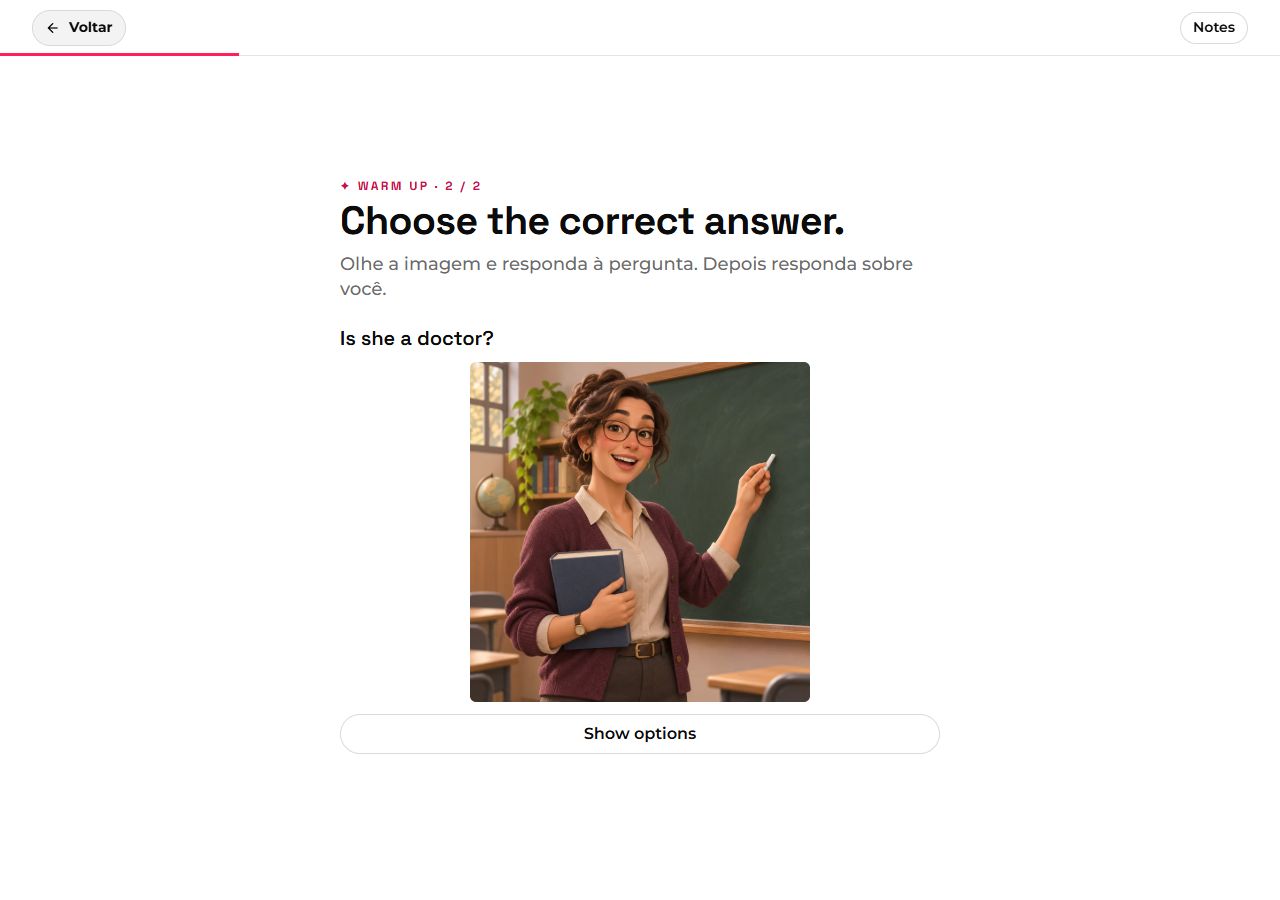 Voltar
Notes
✦ WARM UP · 2 / 2
Choose the correct answer.
Olhe a imagem e responda à pergunta. Depois responda sobre
você.
Is she a doctor?
Show options